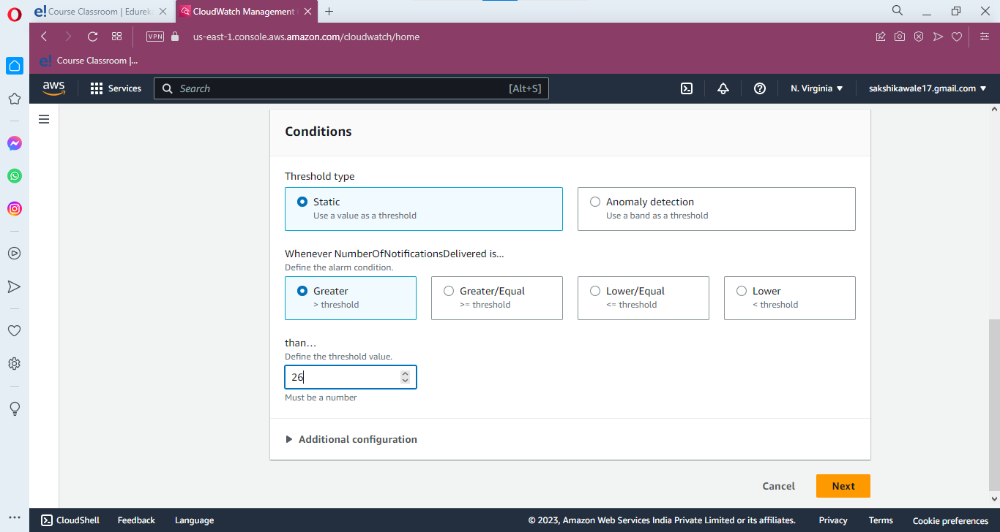 e! Course Classroom | Edurek
CloudWatch Management
VPN
us-east-1.console.aws.amazon.com/cloudwatch/home
e! Course Classroom |...
aws
Services
Search
[Alt+S]
N. Virginia
sakshikawale17.gmail.com
Conditions
Threshold type
Static
Use a value as a threshold
Anomaly detection
Use a band as a threshold
Whenever NumberOfNotificationsDelivered is...
Define the alarm condition.
Greater
> threshold
Greater/Equal
>= threshold
Lower/Equal
<= threshold
Lower
< threshold
than...
Define the threshold value.
26
Must be a number
Additional configuration
Cancel
Next
CloudShell
Feedback
Language
© 2023, Amazon Web Services India Private Limited or its affiliates.
Privacy
Terms
Cookie preferences